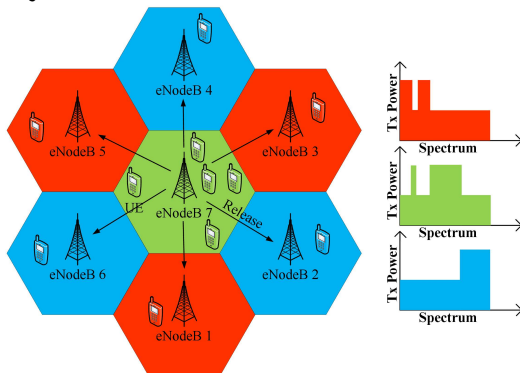 eNodeB 4
eNodeB 5
eNodeB 3
UE
eNodeB 7
Release
eNodeB 6
eNodeB 2
eNodeB 1
Tx Power
Spectrum
Tx Power
Spectrum
Tx Power
Spectrum